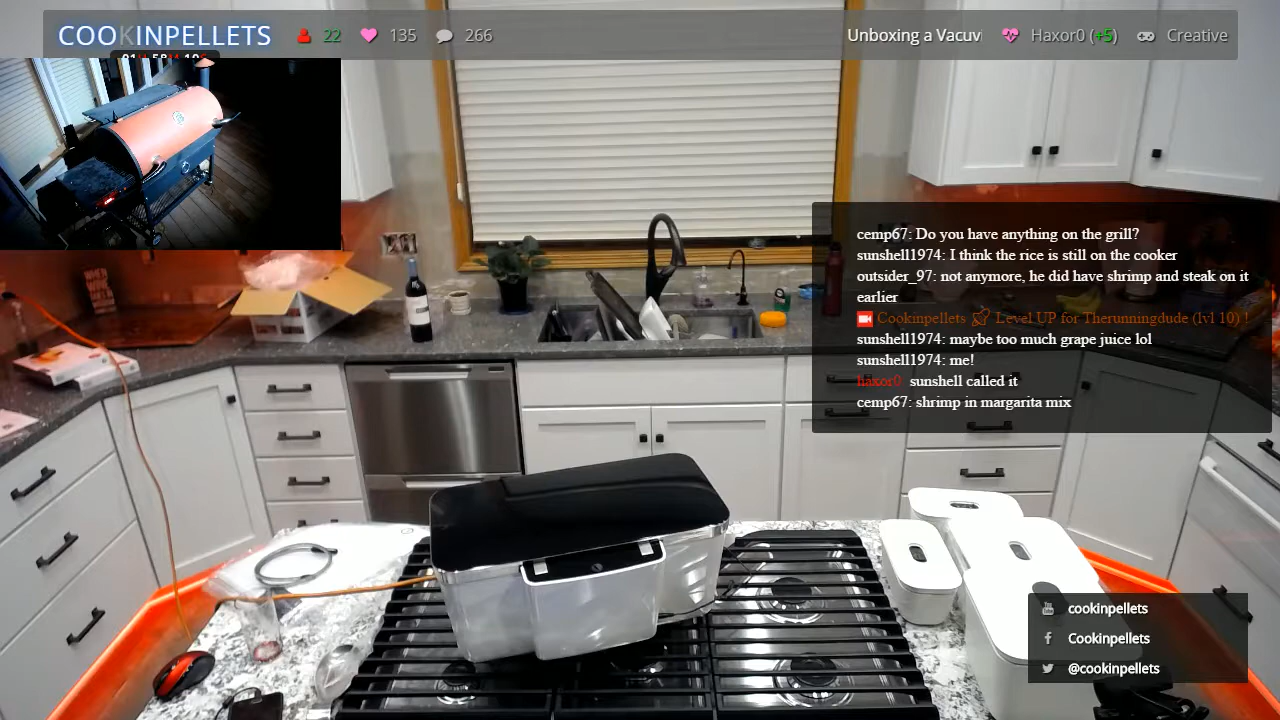 COOKINPELLETS 22 135 266 Unboxing a Vacuv Haxor0 (+5) Creative
cemp67: Do you have anything on the grill?
sunshell1974: I think the rice is still on the cooker
outsider_97: not anymore, he did have shrimp and steak on it
earlier
Cookinpellets Level UP for Therunningdude (lvl 10) !
sunshell1974: maybe too much grape juice lol
sunshell1974: me!
haxor0 sunshell called it
cemp67: shrimp in margarita mix
cookinpellets
Cookinpellets
@cookinpellets